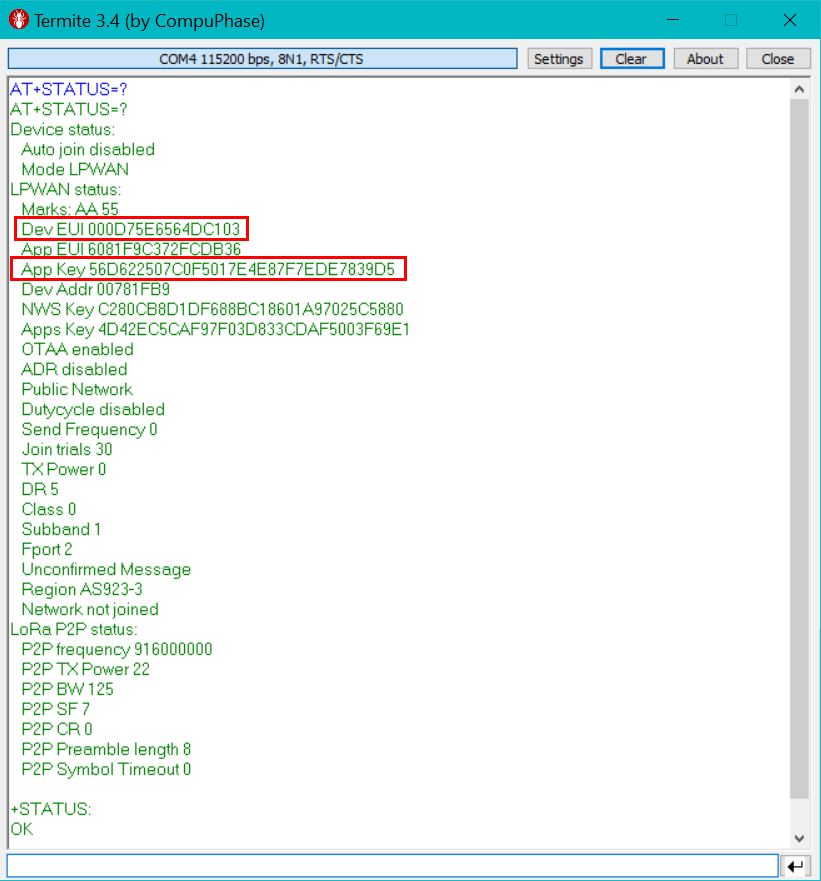 Termite 3.4 (by CompuPhase)
COM4 115200 bps, 8N1, RTS/CTS
Settings
Clear
About
Close
AT+STATUS=?
AT+STATUS=?
Device status:
Auto join disabled
Mode LPWAN
LPWAN status:
Marks: AA 55
Dev EUI 000D75E6564DC103
App EUI 6081F9C372FCDB36
App Key 56D622507C0F5017E4E87F7EDE7839D5
Dev Addr 00781FB9
NWS Key C280CB8D1DF688BC18601A97025C5880
Apps Key 4D42EC5CAF97F03D833CDAF5003F69E1
OTAA enabled
ADR disabled
Public Network
Dutycycle disabled
Send Frequency 0
Join trials 30
TX Power 0
DR 5
Class 0
Subband 1
Fport 2
Unconfirmed Message
Region AS923-3
Network not joined
LoRa P2P status:
P2P frequency 916000000
P2P TX Power 22
P2P BW 125
P2P SF 7
P2P CR 0
P2P Preamble length 8
P2P Symbol Timeout 0
+STATUS:
OK